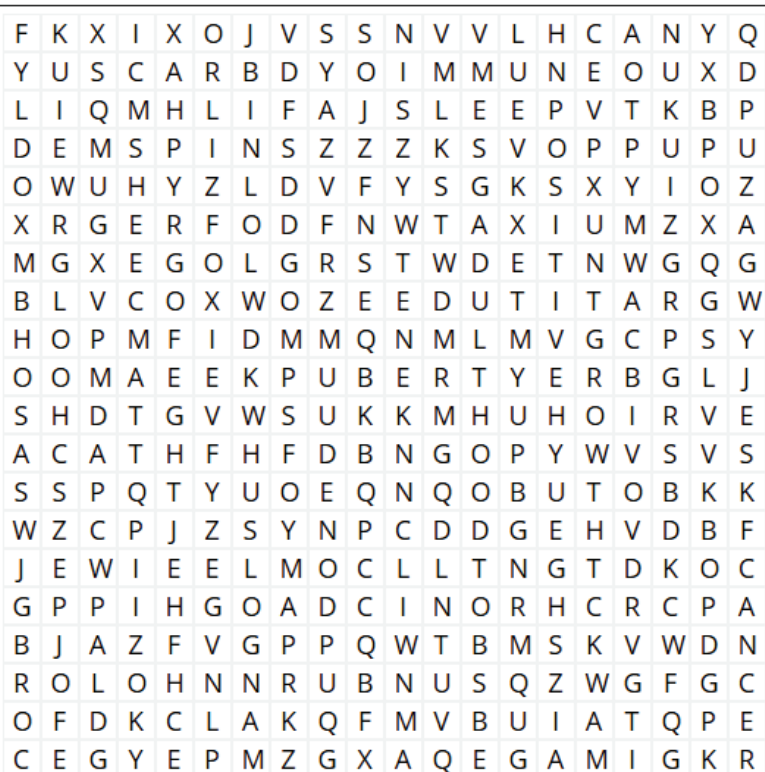 F K X I X O J V S S N V V L H C A N Y Q
Y U S C A R B D Y O I M M U N E O U X D
L I Q M H L I F A J S L E E P V T K B P
D E M S P I N S Z Z Z K S V O P P U P U
O W U H Y Z L D V F Y S G K S X Y I O Z
X R G E R F O D F N W T A X I U M Z X A
M G X E G O L G R S T W D E T N W G Q G
B L V C O X W O Z E E D U T I T A R G W
H O P M F I D M M Q N M L M V G C P S Y
O O M A E E K P U B E R T Y E R B G L J
S H D T G V W S U K K M H U H O I R V E
A C A T H F H F D B N G O P Y W V S V S
S S P Q T Y U O E Q N Q O B U T O B K K
W Z C P J Z S Y N P C D D G E H V D B F
J E W I E E L M O C L L T N G T D K O C
G P P I H G O A D C I N O R H C R C P A
B J A Z F V G P P Q W T B M S K V W D N
R O L O H N N R U B N U S Q Z W G F G C
O F D K C L A K Q F M V B U I A T Q P E
C E G Y E P M Z G X A Q E G A M I G K R